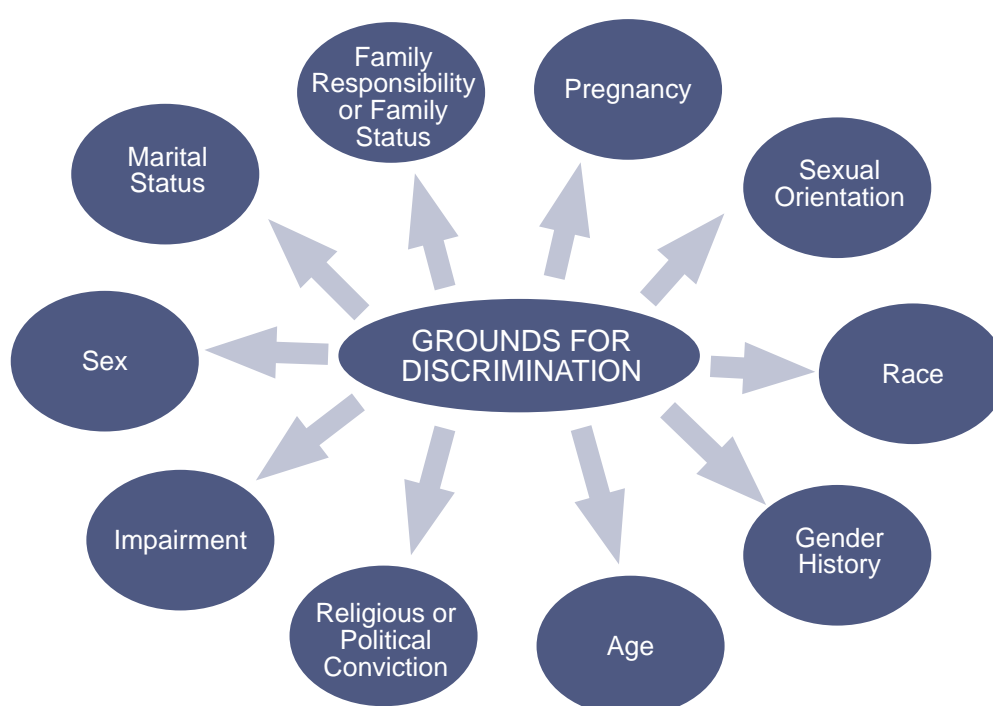 Family
Responsibility
or Family
Status
Pregnancy
Marital
Status
Sexual
Orientation
Sex
GROUNDS FOR
DISCRIMINATION
Race
Impairment
Gender
History
Religious or
Political
Conviction
Age